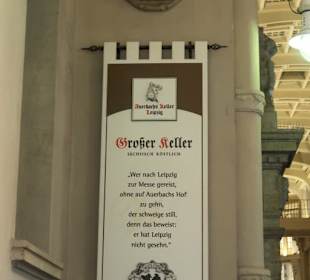 Auerbachs Keller
Leipzig
Großer Keller
SÄCHSISCH KÖSTLICH
„Wer nach Leipzig
zur Messe gereist,
ohne auf Auerbachs Hof
zu gehn,
der schweige still,
denn das beweist:
er hat Leipzig
nicht gesehn.“